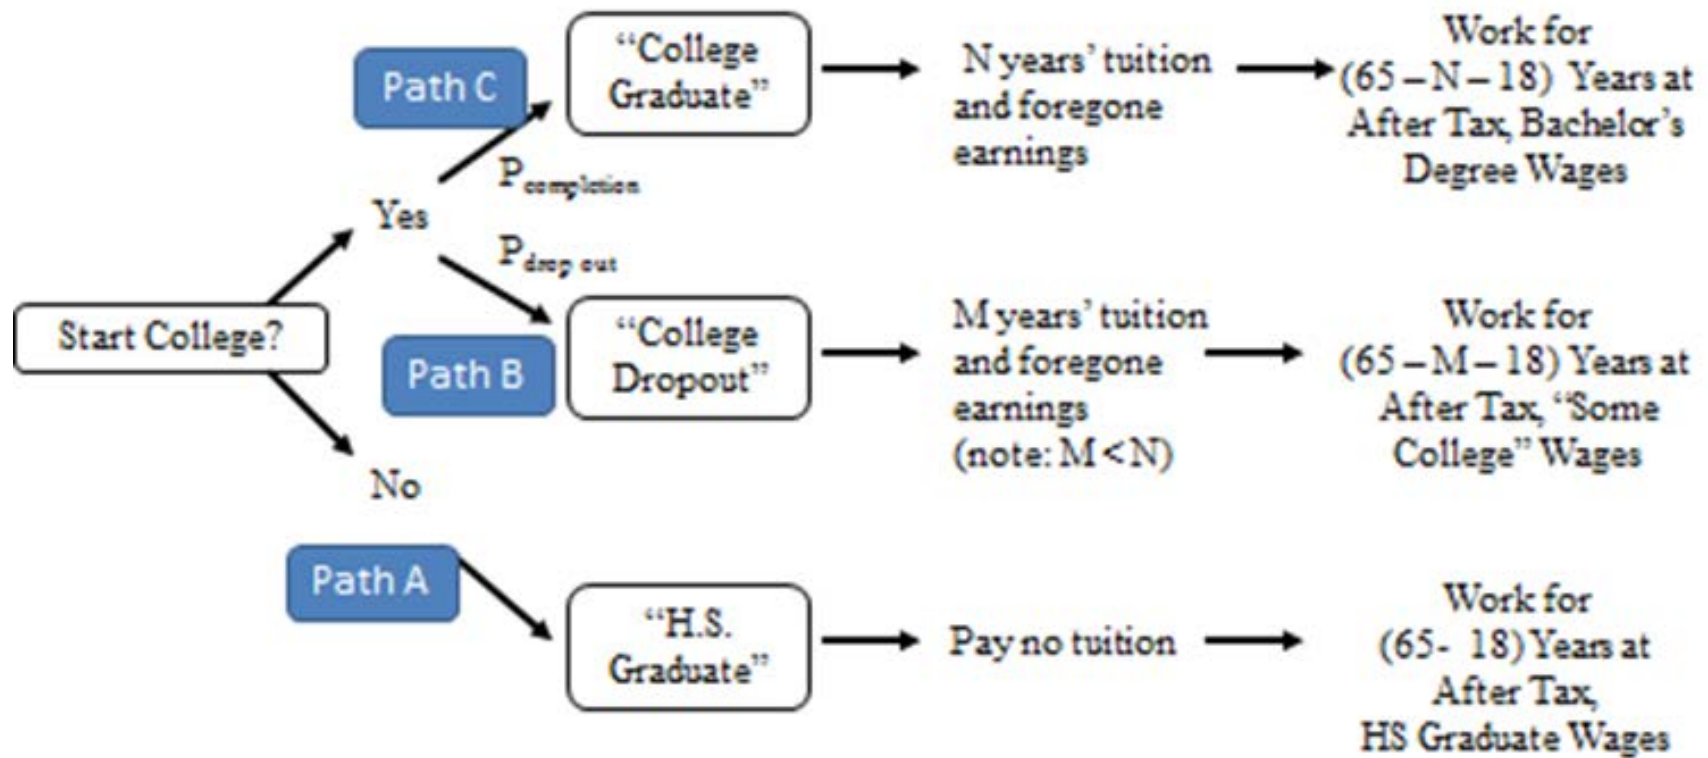 Start College?
Yes
No
Path C
P completion
"College
Graduate"
N years' tuition
and foregone
earnings
Work for
(65 – N – 18) Years at
After Tax, Bachelor's
Degree Wages
P drop out
Path B
"College
Dropout"
M years' tuition
and foregone
earnings
(note: M < N)
Work for
(65 – M – 18) Years at
After Tax, "Some
College" Wages
Path A
"H.S.
Graduate"
Pay no tuition
Work for
(65- 18) Years at
After Tax,
HS Graduate Wages